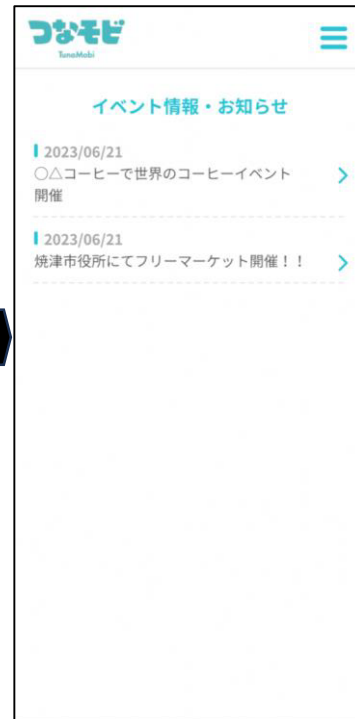 つなモビ
TunaMobi
イベント情報・お知らせ
2023/06/21
○△コーヒーで世界のコーヒーイベント
開催
2023/06/21
焼津市役所にてフリーマーケット開催！！